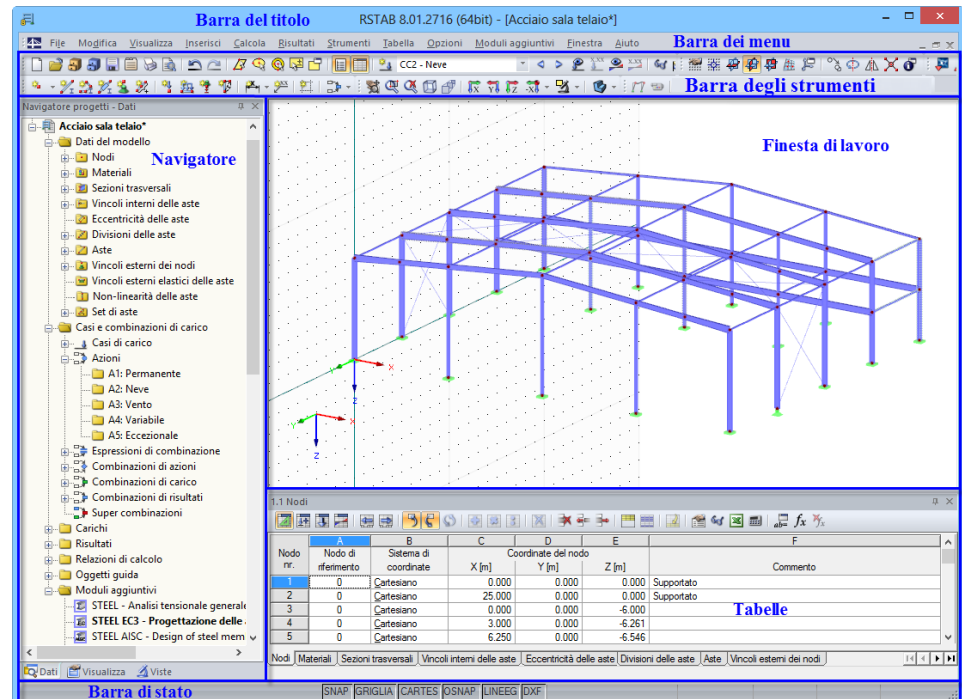 Barra del titolo
RSTAB 8.01.2716 (64bit) - [Acciaio sala telaio*]
File Modifica Visualizza Inserisci Calcola Risultati Strumenti Tabella Opzioni Moduli aggiuntivi Finestra Aiuto
Barra dei menu
CC2 - Neve
Barra degli strumenti
Navigatore progetti - Dati
Acciaio sala telaio*
Dati del modello
Nodi
Navigatore
Materiali
Sezioni trasversali
Vincoli interni delle aste
Eccentricità delle aste
Divisioni delle aste
Aste
Vincoli esterni dei nodi
Vincoli esterni elastici delle aste
Non-linearità delle aste
Set di aste
Casi e combinazioni di carico
Casi di carico
Azioni
A1: Permanente
A2: Neve
A3: Vento
A4: Variabile
A5: Eccezionale
Espressioni di combinazione
Combinazioni di azioni
Combinazioni di carico
Combinazioni di risultati
Super combinazioni
Carichi
Risultati
Relazioni di calcolo
Oggetti guida
Moduli aggiuntivi
STEEL - Analisi tensionale generale
STEEL EC3 - Progettazione delle
STEEL AISC - Design of steel mem
Dati Visualizza Viste
Finesta di lavoro
X
Z
X
Y
Z
1.1 Nodi
A B C D E F
Nodo Nodo di Sistema di Coordinate del nodo
nr. riferimento coordinate X [m] Y [m] Z [m] Commento
1 0 Cartesiano 0.000 0.000 0.000 Supportato
2 0 Cartesiano 25.000 0.000 0.000 Supportato
3 0 Cartesiano 0.000 0.000 -6.000
4 0 Cartesiano 3.000 0.000 -6.261
5 0 Cartesiano 6.250 0.000 -6.546
Tabelle
Nodi Materiali Sezioni trasversali Vincoli interni delle aste Eccentricità delle aste Divisioni delle aste Aste Vincoli esterni dei nodi
Barra di stato
SNAP GRIGLIA CARTES OSNAP LINEEG DXF